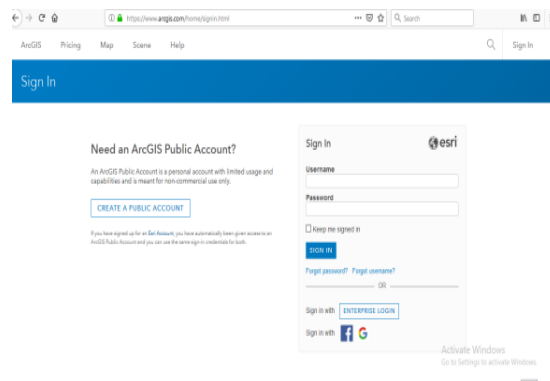 https://www.arcgis.com/home/signin.html
Search
ArcGIS Pricing Map Scene Help Sign In
Sign In
Need an ArcGIS Public Account?
An ArcGIS Public Account is a personal account with limited usage and
capabilities and is meant for non-commercial use only.
CREATE A PUBLIC ACCOUNT
If you have signed up for an Esri Account, you have automatically been given access to an
ArcGIS Public Account and you can use the same sign in credentials for both.
Sign In
esri
Username
Password
Keep me signed in
SIGN IN
Forgot password? Forgot username?
OR
Sign in with ENTERPRISE LOGIN
Sign in with f G
Activate Windows
Go to Settings to activate Windows.